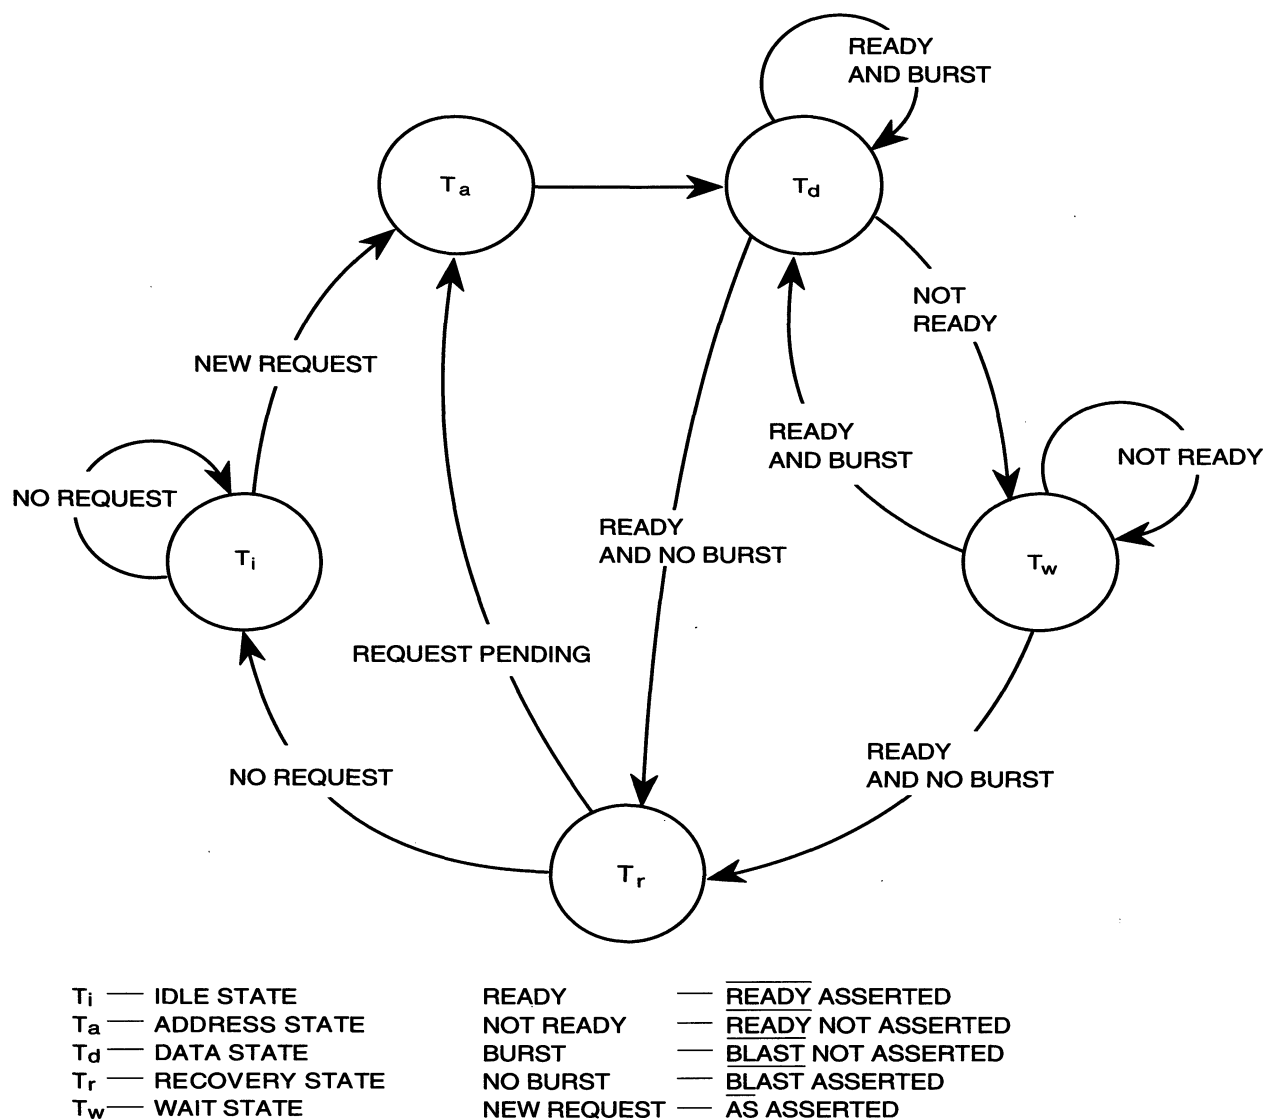 READY
AND BURST
Ta
Td
NOT
READY
NEW REQUEST
READY
AND BURST
NOT READY
NO REQUEST
READY
AND NO BURST
Ti
Tw
REQUEST PENDING
READY
AND NO BURST
NO REQUEST
Tr
Ti — IDLE STATE
Ta — ADDRESS STATE
Td — DATA STATE
Tr — RECOVERY STATE
Tw — WAIT STATE
READY — READY ASSERTED
NOT READY — READY NOT ASSERTED
BURST — BLAST NOT ASSERTED
NO BURST — BLAST ASSERTED
NEW REQUEST — AS ASSERTED